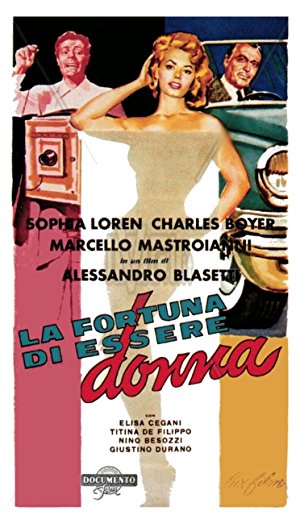 SOPHIA LOREN CHARLES BOYER
MARCELLO MASTROIANNI
in un film di
ALESSANDRO BLASETTI
LA FORTUNA
DI ESSERE
donna
con
ELISA CEGANI
TITINA DE FILIPPO
NINO BESOZZI
GIUSTINO DURANO
DOCUMENTO
Film